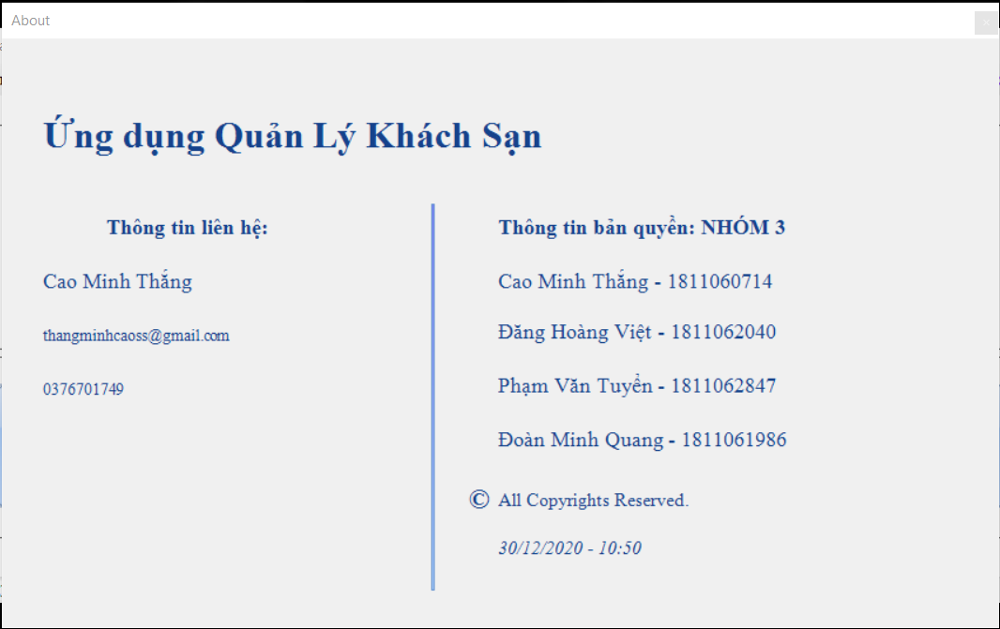 About
Ứng dụng Quản Lý Khách Sạn
Thông tin liên hệ:
Cao Minh Thắng
thangminhcaoss@gmail.com
0376701749
Thông tin bản quyền: NHÓM 3
Cao Minh Thắng - 1811060714
Đăng Hoàng Việt - 1811062040
Phạm Văn Tuyển - 1811062847
Đoàn Minh Quang - 1811061986
© All Copyrights Reserved.
30/12/2020 - 10:50